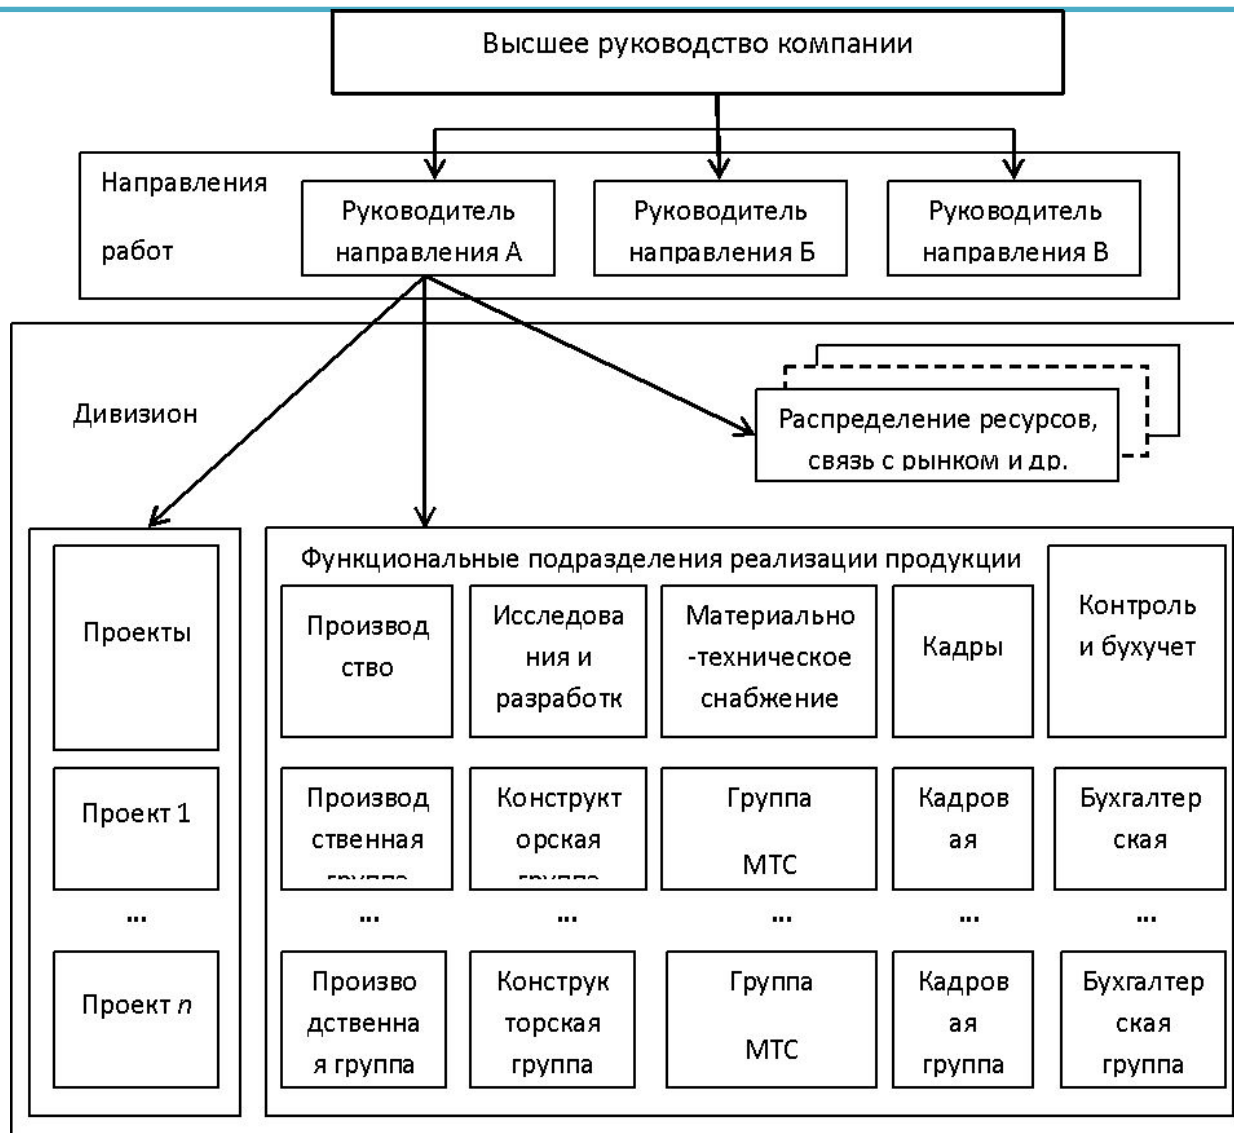 Высшее руководство компании
Направления
работ
Руководитель
направления А
Руководитель
направления Б
Руководитель
направления В
Дивизион
Распределение ресурсов,
связь с рынком и др.
Проекты
Проект 1
...
Проект n
Функциональные подразделения реализации продукции
Производ
ство
Исследова
ния и
разработк
Материально
-техническое
снабжение
Кадры
Контроль
и бухучет
Производ
ственная
группа
Конструкт
орская
группа
Группа
МТС
Кадров
ая
Бухгалтер
ская
...
...
...
...
...
Произво
дственна
я группа
Конструк
торская
группа
Группа
МТС
Кадров
ая
группа
Бухгалтер
ская
группа